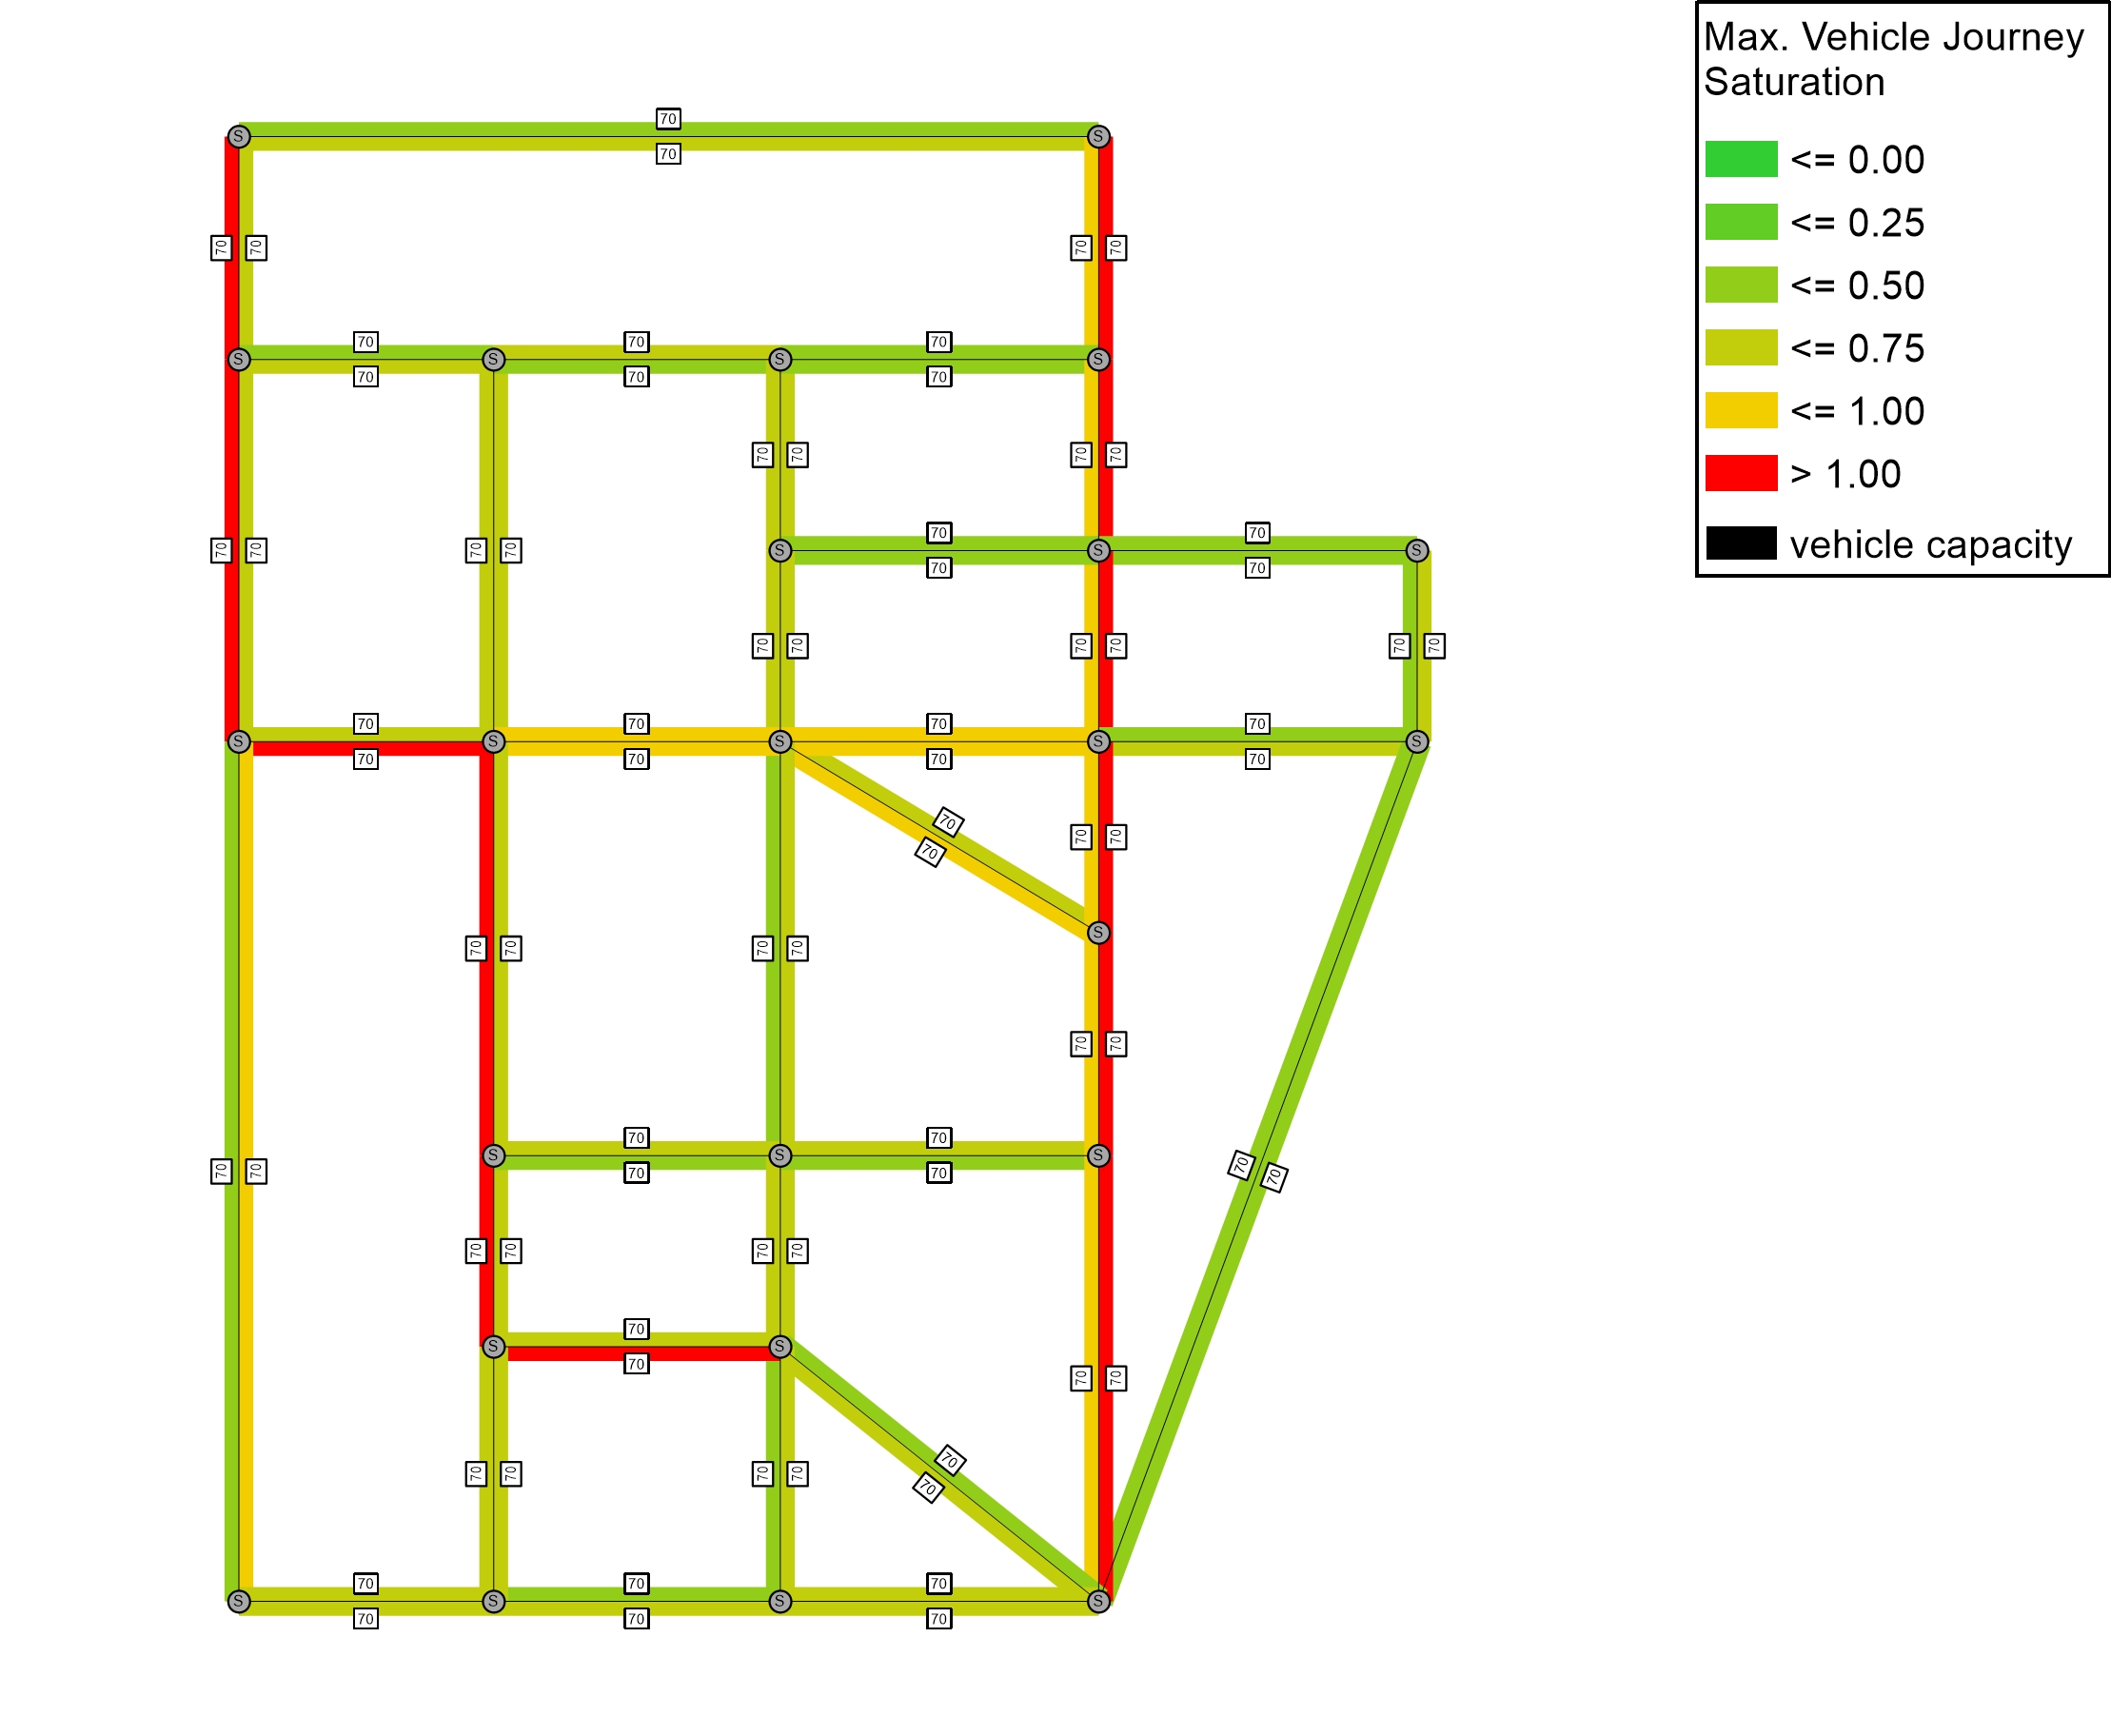 Max. Vehicle Journey
Saturation
<= 0.00
<= 0.25
<= 0.50
<= 0.75
<= 1.00
> 1.00
vehicle capacity
70
S S
70
70 70 70 70
70 70 70
S S S S
70 70 70
70 70 70 70
70 70
70 70 70 70 S S S
70 70
70 70 70 70 70 70
70 70 70 70
S S S S S
70 70 70 70
70
70 70
70
S
70 70 70 70
70 70
70 70
S S S
70 70 70 70 70 70
70 70 70 70
70
S S
70
70 70
70
70 70 70 70
70
70 70 70
S S S S
70 70 70